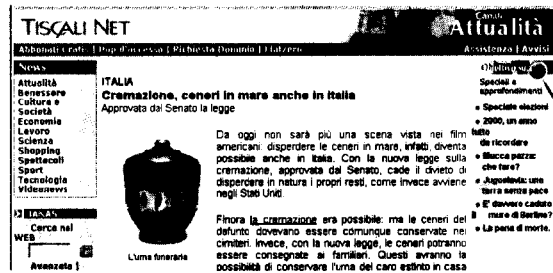 TISCALI NET
Canali
Attualità
Abbonati gratis | Pop d'accesso | Richiesta Dominio | Flatzero
Assistenza | Avvisi
News
Attualità
Benessere
Cultura e
Società
Economia
Lavoro
Scienza
Shopping
Spettacoli
Sport
Tecnologia
Videonews
JANAS
Cerca nel
WEB
Avanzata |
ITALIA
Cremazione, ceneri in mare anche in Italia
Approvata dal Senato la legge
L'urna funeraria
Da oggi non sarà più una scena vista nei film
americani: disperdere le ceneri in mare, infatti, diventa
possibile anche in Italia. Con la nuova legge sulla
cremazione, approvata dal Senato, cade il divieto di
disperdere in natura i propri resti, come invece avviene
negli Stati Uniti.
Finora la cremazione era possibile: ma le ceneri del
defunto dovevano essere comunque conservate nei
cimiteri. Invece, con la nuova legge, le ceneri potranno
essere consegnate ai familiari. Questi avranno la
possibilità di conservare l'urna del caro estinto in casa
Obiettivo su
Speciali e
approfondimenti
Speciale elezioni
2000, un anno
tutto
da ricordare
Mucca pazza:
che fare?
Jugoslavia: una
terra senza pace
E' davvero caduto
il muro di Berlino?
La pena di morte.